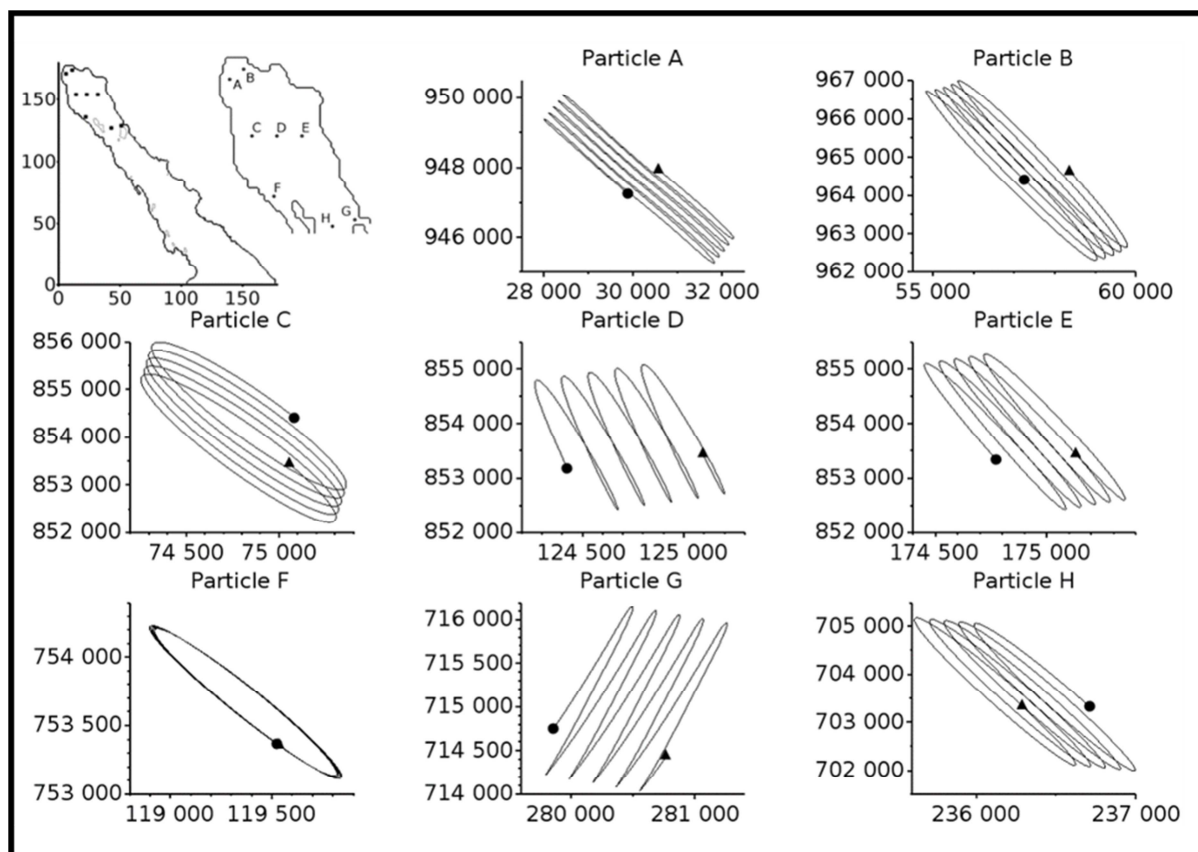 150
100
50
0
0 50 100 150
A B
C D E
F
G
H
Particle A
950 000
948 000
946 000
28 000 30 000 32 000
Particle B
967 000
966 000
965 000
964 000
963 000
962 000
55 000 60 000
Particle C
856 000
855 000
854 000
853 000
852 000
74 500 75 000
Particle D
855 000
854 000
853 000
852 000
124 500 125 000
Particle E
855 000
854 000
853 000
852 000
174 500 175 000
Particle F
754 000
753 500
753 000
119 000 119 500
Particle G
716 000
715 500
715 000
714 500
714 000
280 000 281 000
Particle H
705 000
704 000
703 000
702 000
236 000 237 000